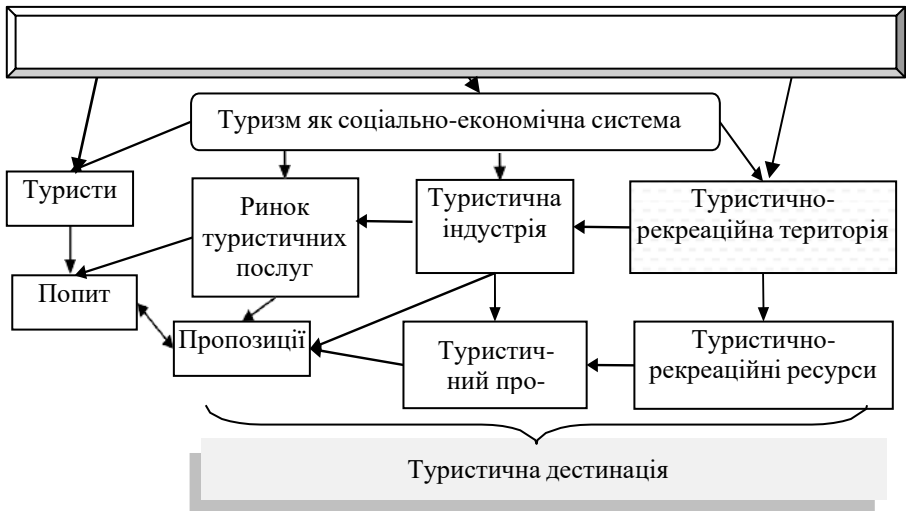 Туризм як соціально-економічна система
Туристи
Ринок
туристичних
послуг
Туристична
індустрія
Туристично-
рекреаційна територія
Попит
Пропозиції
Туристич-
ний про-
Туристично-
рекреаційні ресурси
Туристична дестинація